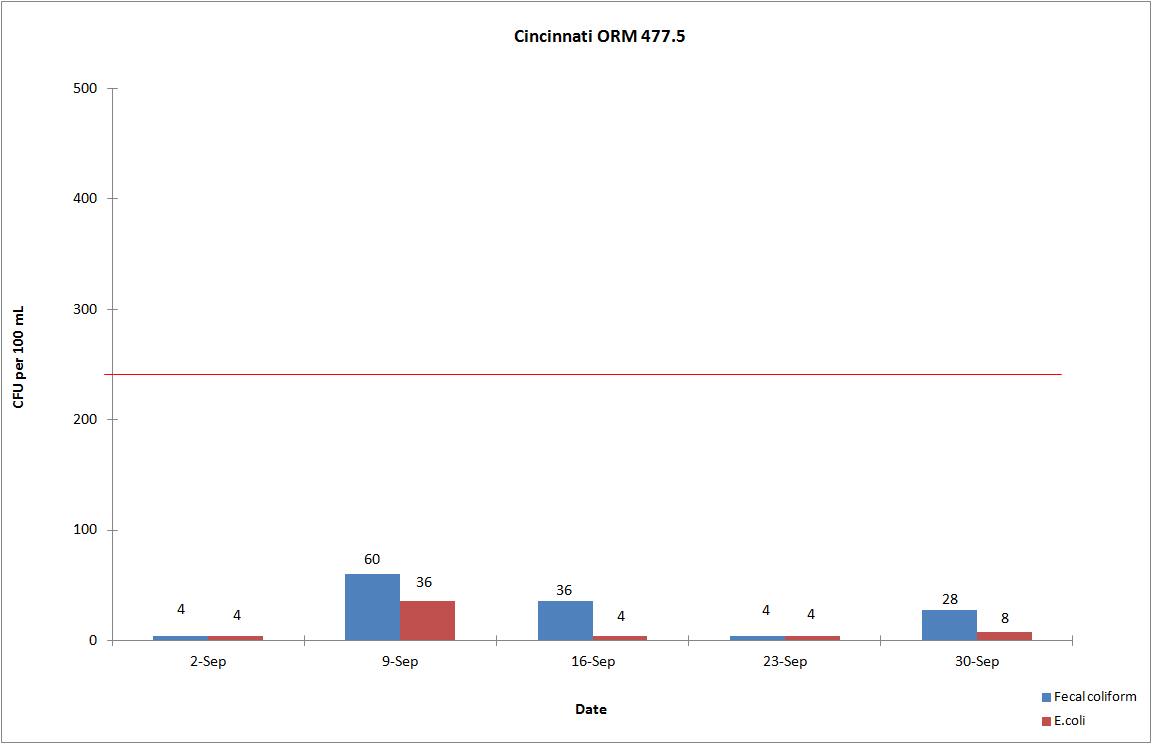 Cincinnati ORM 477.5
500
400
300
200
100
0
CFU per 100 mL
4 4 60 36 36 4 4 4 28 8
2-Sep 9-Sep 16-Sep 23-Sep 30-Sep
Date
Fecal coliform
E.coli